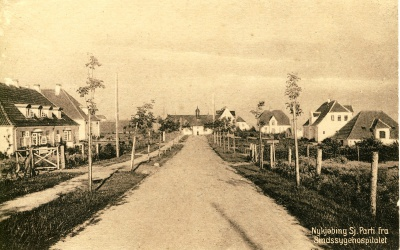 Nykjøbing Sj. Parti fra
Sindssygehospitalet